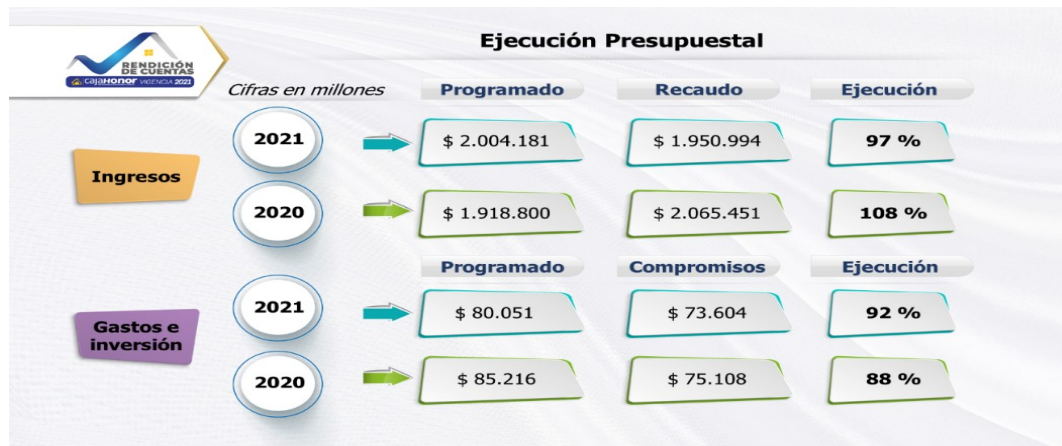 Ejecución Presupuestal
RENDICIÓN
DE CUENTAS
cajaHonor VIGENCIA 2021
Cifras en millones Programado Recaudo Ejecución
Ingresos
2021 $ 2.004.181 $ 1.950.994 97 %
2020 $ 1.918.800 $ 2.065.451 108 %
Programado Compromisos Ejecución
Gastos e
inversión
2021 $ 80.051 $ 73.604 92 %
2020 $ 85.216 $ 75.108 88 %